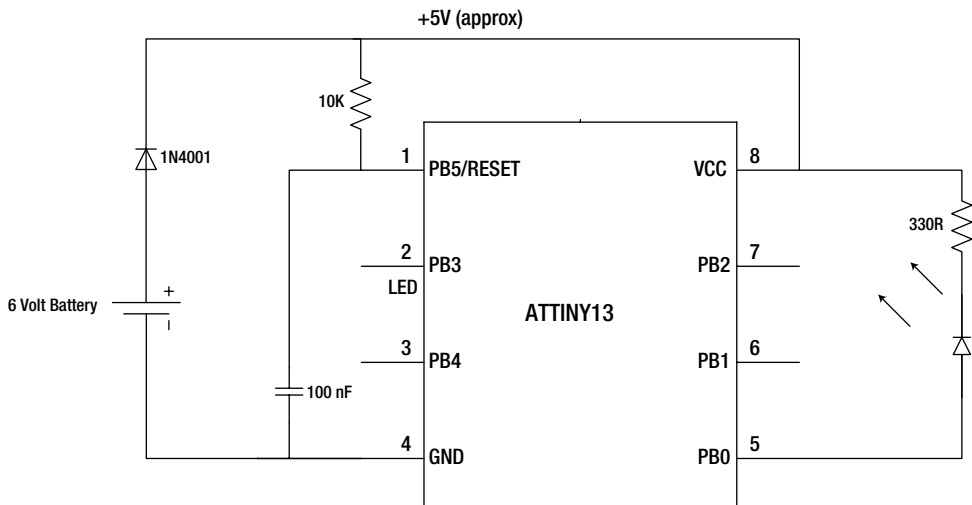 +5V (approx)
10K
1N4001
1
PB5/RESET
VCC
8
330R
2
PB3
LED
PB2
7
6 Volt Battery
+
–
ATTINY13
3
PB4
PB1
6
100 nF
4
GND
PB0
5